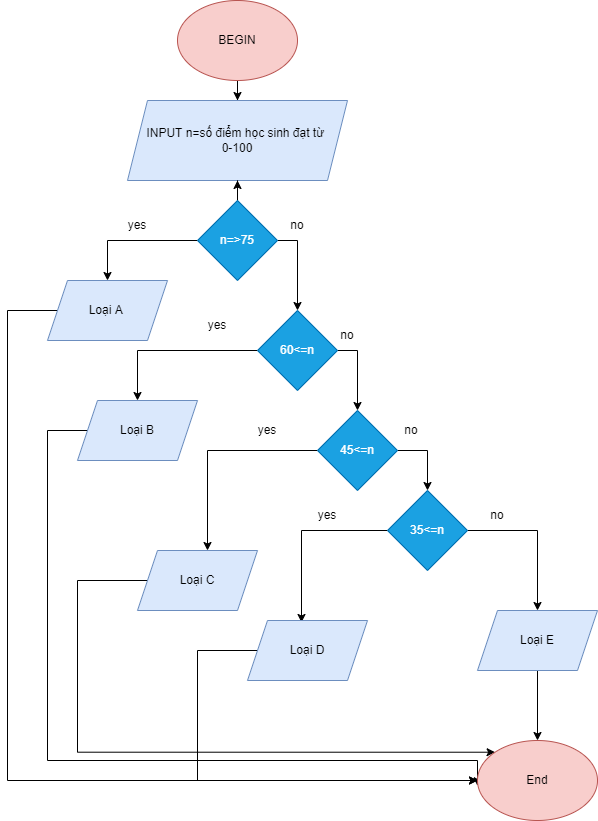 BEGIN
INPUT n=số điểm học sinh đạt từ
0-100
yes
no
n=>75
Loại A
yes
no
60<=n
Loại B
yes
no
45<=n
yes
no
35<=n
Loại C
Loại D
Loại E
End